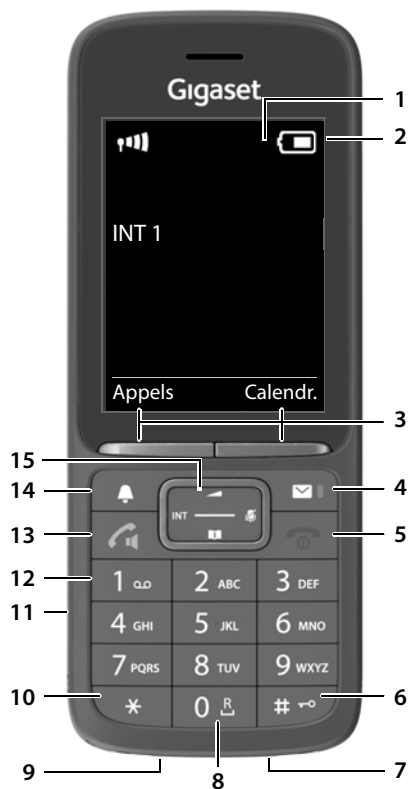 Gigaset
1
2
INT 1
Appels Calendr.
3
15
14
4
INT
13
5
12
1 2 ABC 3 DEF
11
4 GHI 5 JKL 6 MNO
7 PQRS 8 TUV 9 WXYZ
10
* 0 R #
6
9
8
7